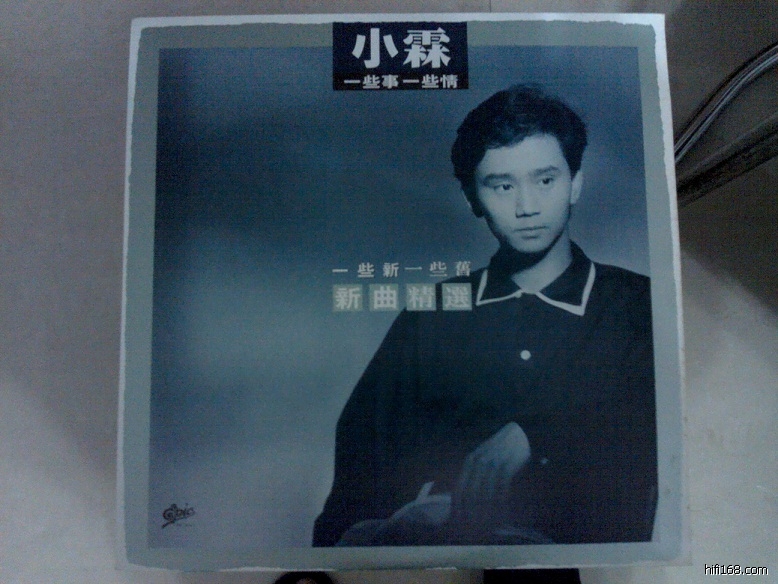 小霖
一些事一些情
一些新一些舊
新曲精選
Epic
hifi168.com